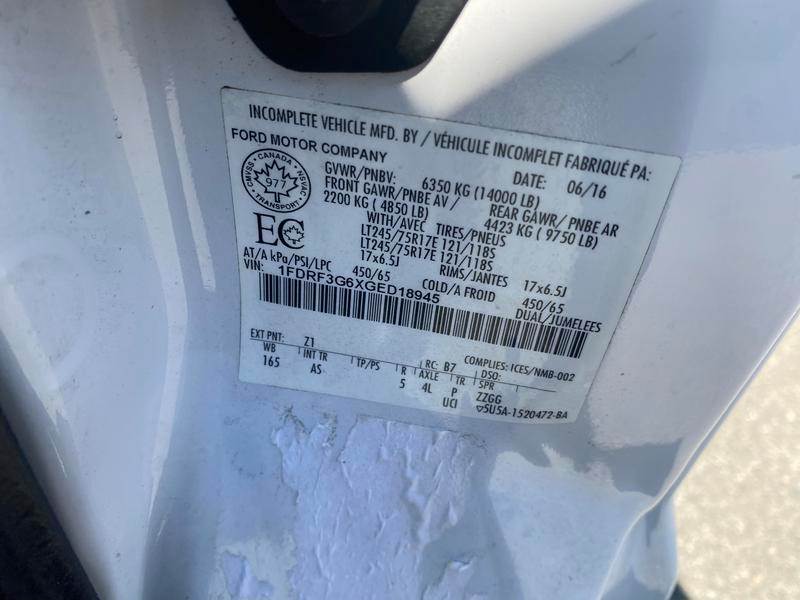 INCOMPLETE VEHICLE MFD. BY / VÉHICULE INCOMPLET FABRIQUÉ PA:
FORD MOTOR COMPANY
DATE: 06/16
GVWR/PNBV: 6350 KG (14000 LB)
FRONT GAWR/PNBE AV / REAR GAWR/ PNBE AR
2200 KG ( 4850 LB) 4423 KG ( 9750 LB)
WITH/AVEC TIRES/PNEUS
LT245/75R17E 121/118S
LT245/75R17E 121/118S
17x6.5J RIMS/JANTES 17x6.5J
AT/A kPa/PSI/LPC 450/65 COLD/A FROID 450/65
VIN: 1FDRF3G6XGED18945 DUAL/JUMELEES
CANADA
CMVSS NSVAC
977
TRANSPORT
EC
EXT PNT: Z1 RC: B7 COMPLIES: ICES/NMB-002
DSO:
WB INT TR TP/PS R AXLE TR SPR
165 AS 5 4L P ZZGG
UCI ▽5U5A-1520472-BA